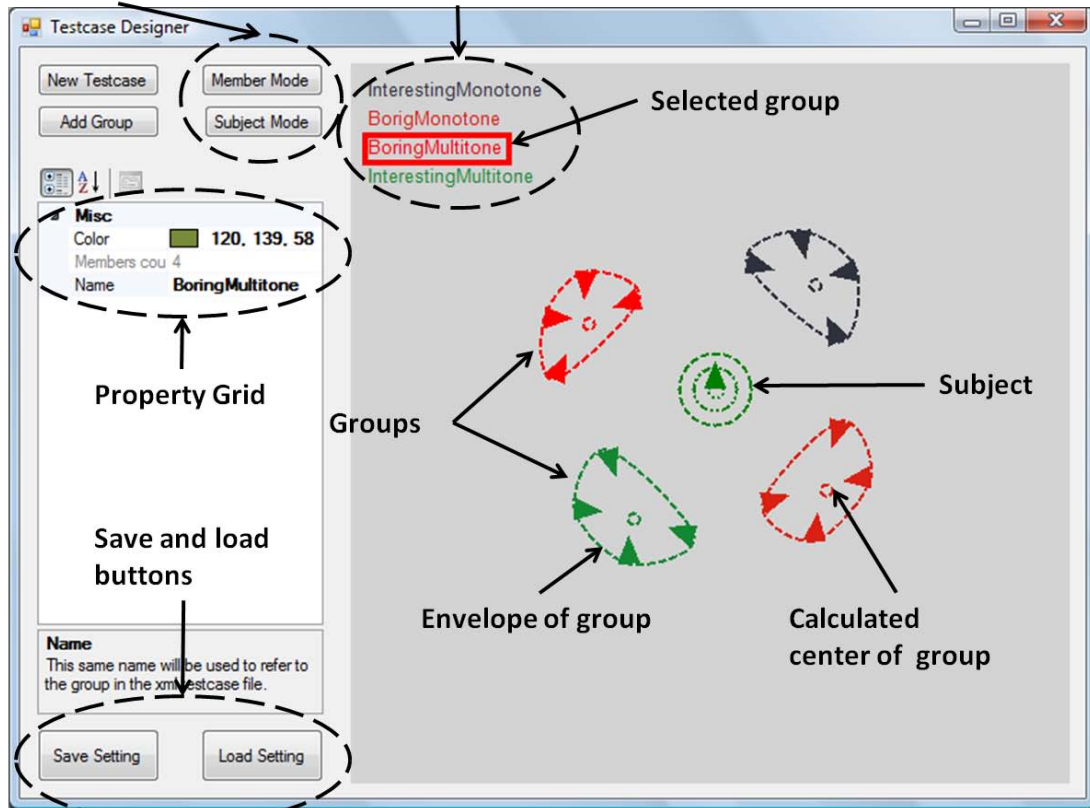 Testcase Designer
New Testcase
Member Mode
Add Group
Subject Mode
InterestingMonotone
BorigMonotone
BoringMultitone
InterestingMultitone
Selected group
A
Z
Misc
Color 120, 139, 58
Members cou 4
Name BoringMultitone
Property Grid
Groups
Subject
Save and load
buttons
Envelope of group
Calculated
center of group
Name
This same name will be used to refer to
the group in the xml testcase file.
Save Setting
Load Setting